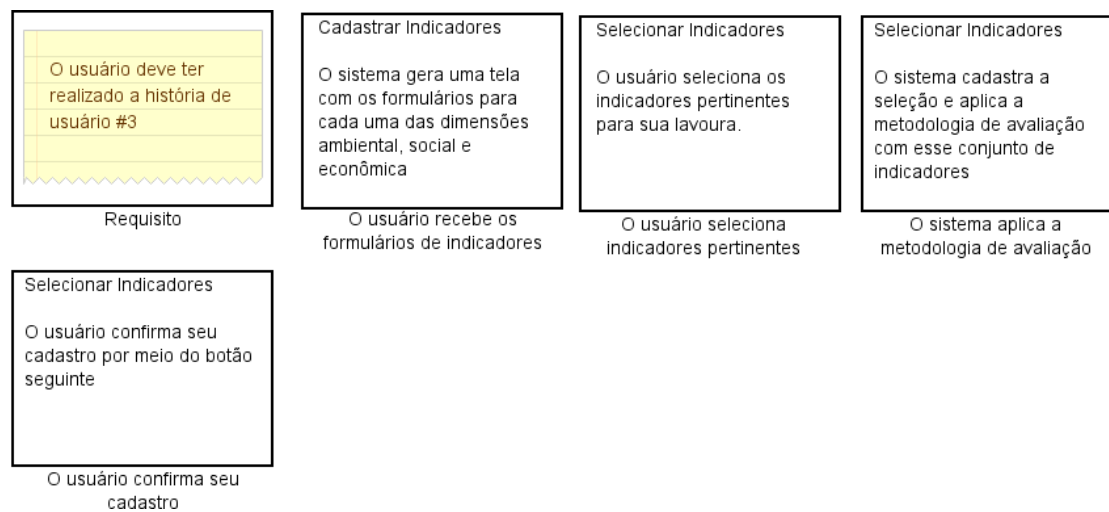 O usuário deve ter
realizado a história de
usuário #3
Requisito
Cadastrar Indicadores
O sistema gera uma tela
com os formulários para
cada uma das dimensões
ambiental, social e
econômica
O usuário recebe os
formulários de indicadores
Selecionar Indicadores
O usuário seleciona os
indicadores pertinentes
para sua lavoura.
O usuário seleciona
indicadores pertinentes
Selecionar Indicadores
O sistema cadastra a
seleção e aplica a
metodologia de avaliação
com esse conjunto de
indicadores
O sistema aplica a
metodologia de avaliação
Selecionar Indicadores
O usuário confirma seu
cadastro por meio do botão
seguinte
O usuário confirma seu
cadastro